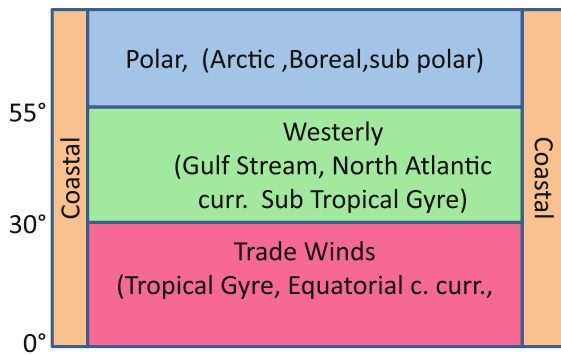 Polar, (Arctic ,Boreal,sub polar)
55°
Westerly
(Gulf Stream, North Atlantic
curr. Sub Tropical Gyre)
Coastal
Coastal
30°
Trade Winds
(Tropical Gyre, Equatorial c. curr.,
0°